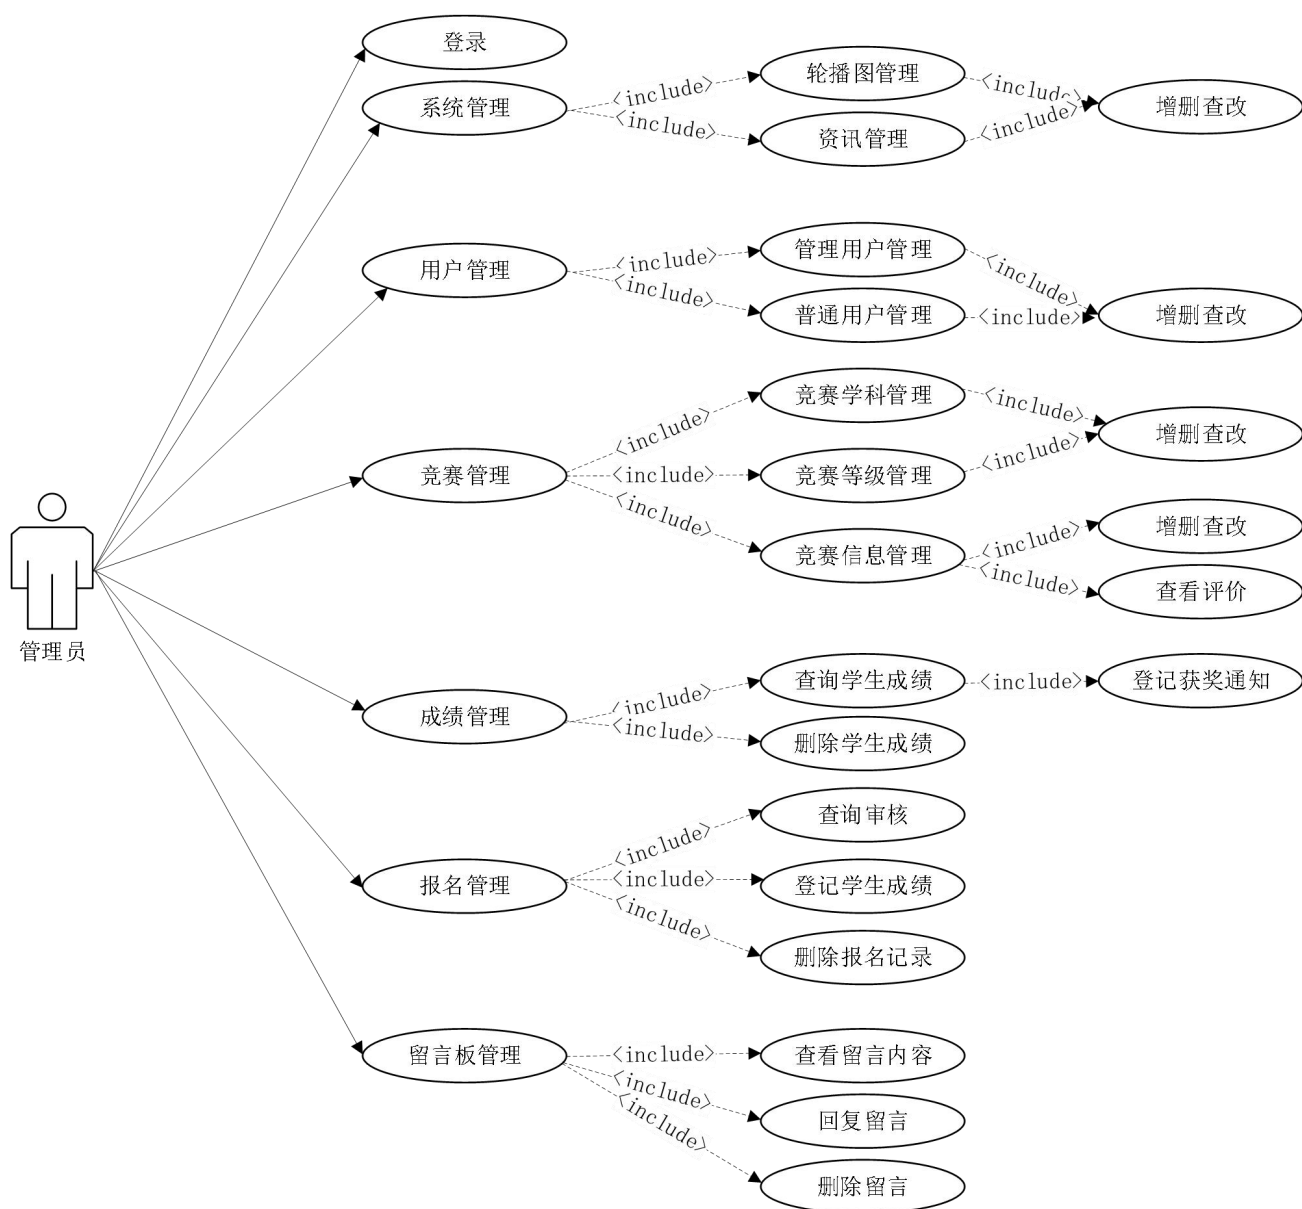 登录
系统管理
<include>
<include>
轮播图管理
资讯管理
<include>
<include>
增删查改
用户管理
<include>
<include>
管理用户管理
普通用户管理
<include>
<include>
增删查改
竞赛管理
<include>
<include>
<include>
竞赛学科管理
竞赛等级管理
竞赛信息管理
<include>
<include>
增删查改
<include>
<include>
增删查改
查看评价
管理员
成绩管理
<include>
<include>
查询学生成绩
删除学生成绩
<include>
登记获奖通知
报名管理
<include>
<include>
<include>
查询审核
登记学生成绩
删除报名记录
留言板管理
<include>
<include>
<include>
查看留言内容
回复留言
删除留言